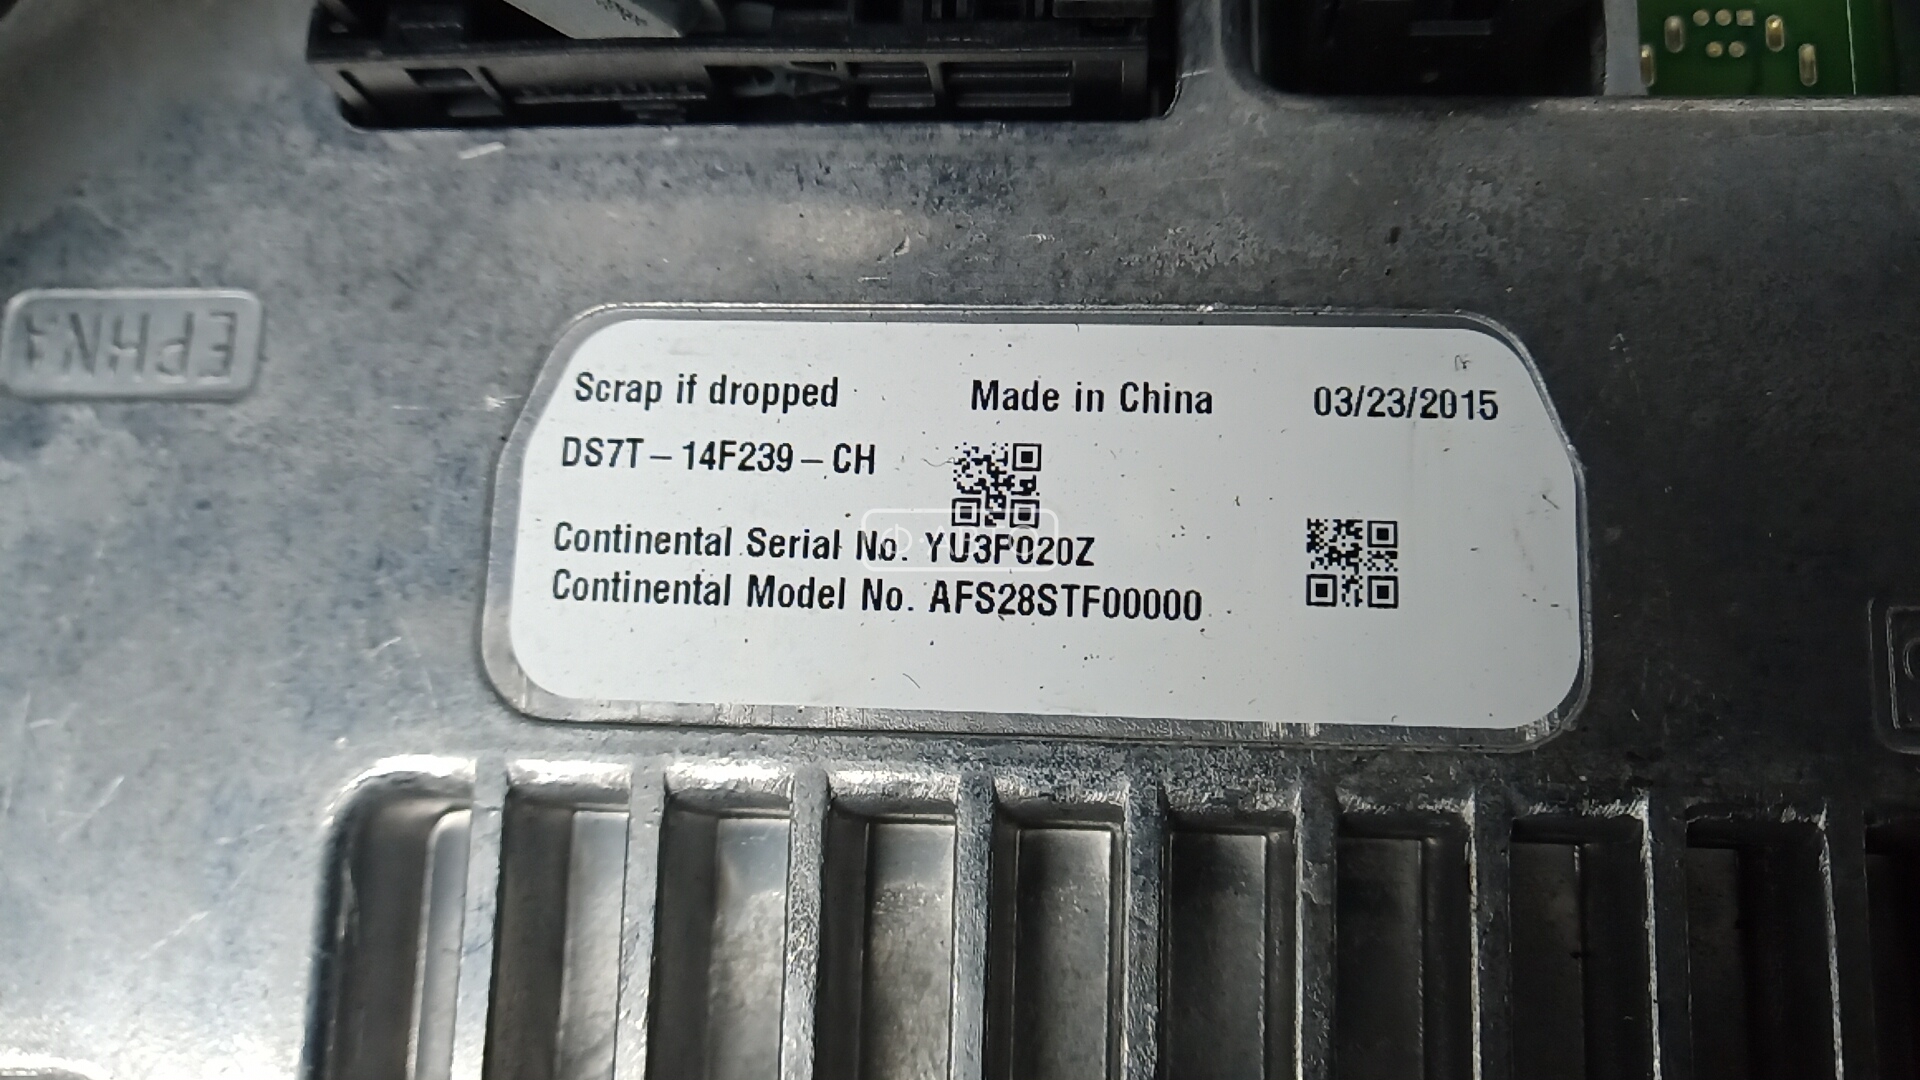 Scrap if dropped Made in China 03/23/2015
DS7T-14F239-CH
Continental Serial No. YU3P020Z
Continental Model No. AFS28STF00000